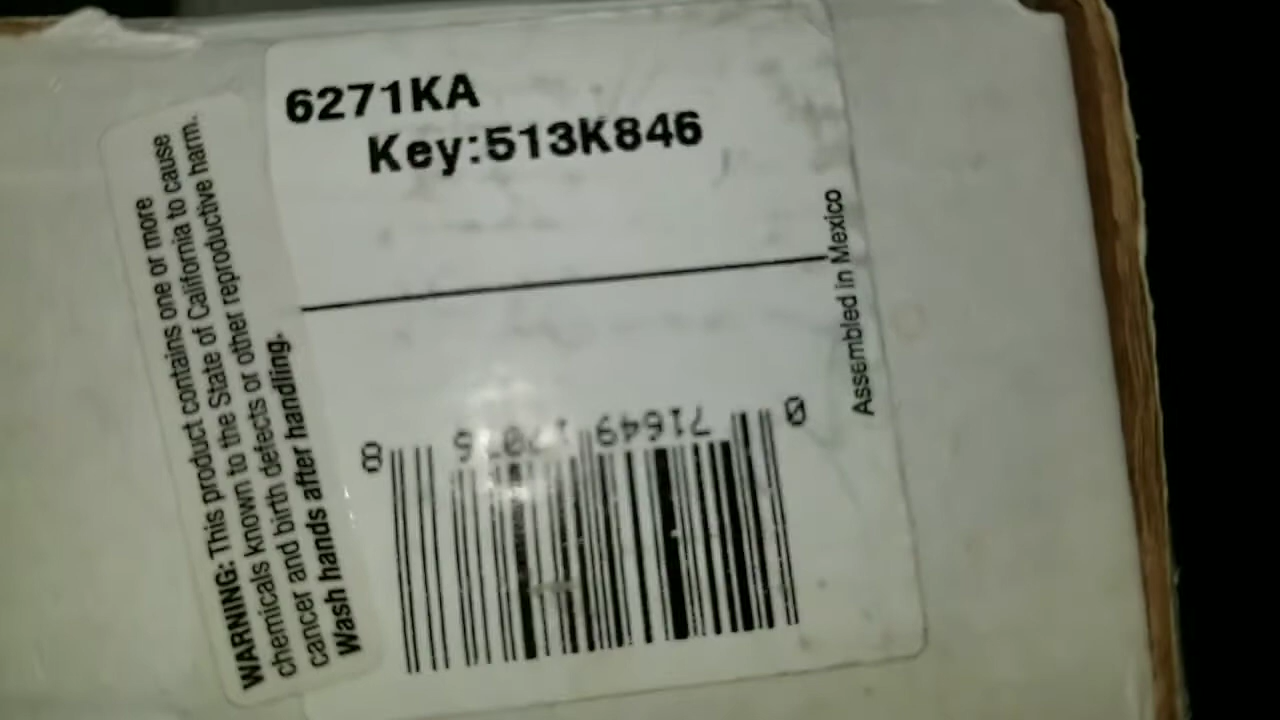 6271KA
Key:513K846
Assembled in Mexico
WARNING: This product contains one or more
chemicals known to the State of California to cause
cancer and birth defects or other reproductive harm.
Wash hands after handling.
0
71649
8